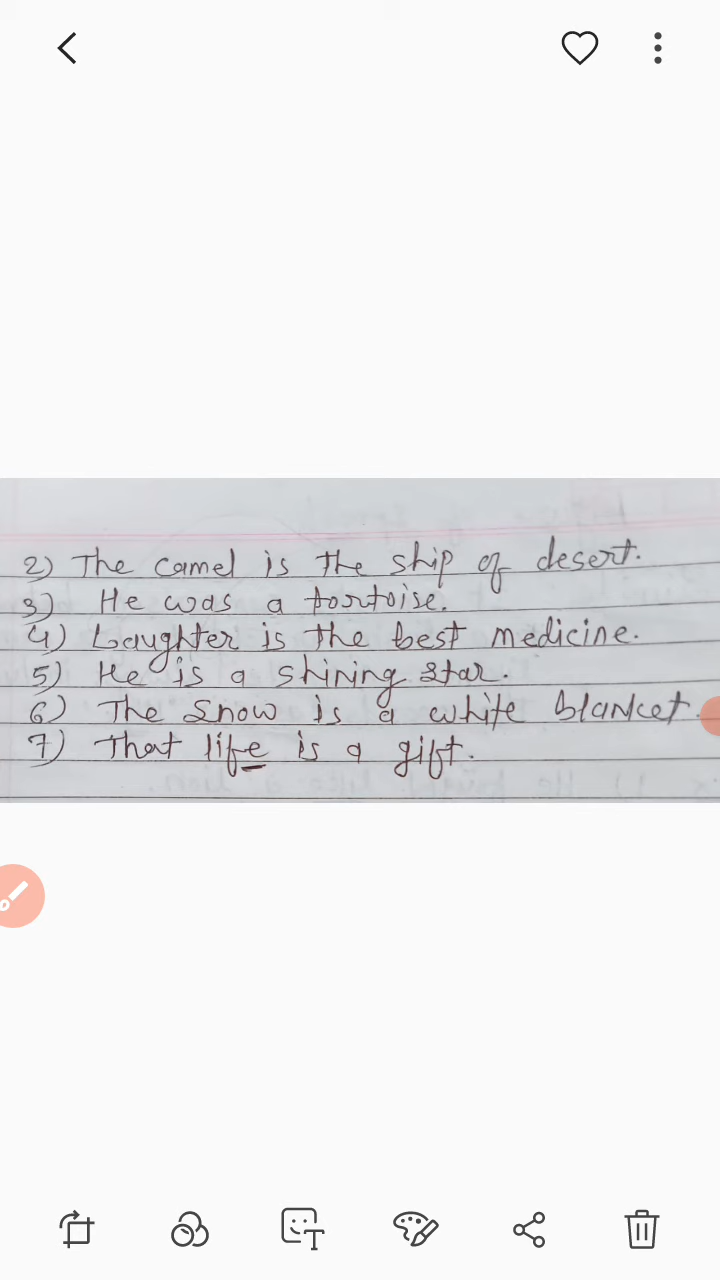 2) The camel is the ship of desert.
3) He was a tortoise.
4) Laughter is the best medicine.
5) He is a shining star.
6) The snow is a white blanket.
7) That life is a gift.